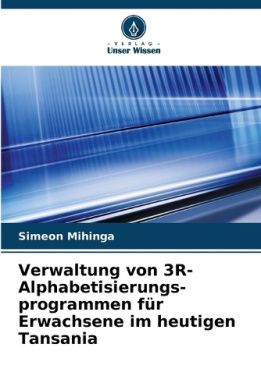 VERLAG
Unser Wissen
Simeon Mihinga
Verwaltung von 3R-
Alphabetisierungs-
programmen für
Erwachsene im heutigen
Tansania